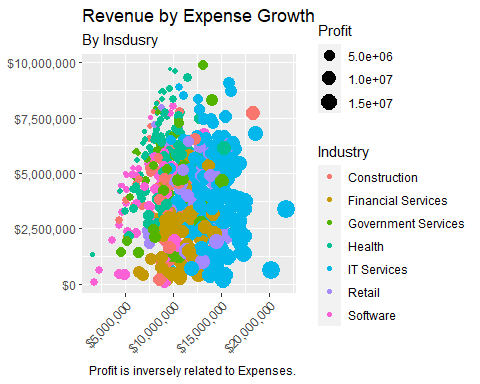 Revenue by Expense Growth
By Insdusry
$10,000,000
$7,500,000
$5,000,000
$2,500,000
$0
$5,000,000
$10,000,000
$15,000,000
$20,000,000
Profit is inversely related to Expenses.
Profit
5.0e+06
1.0e+07
1.5e+07
Industry
Construction
Financial Services
Government Services
Health
IT Services
Retail
Software